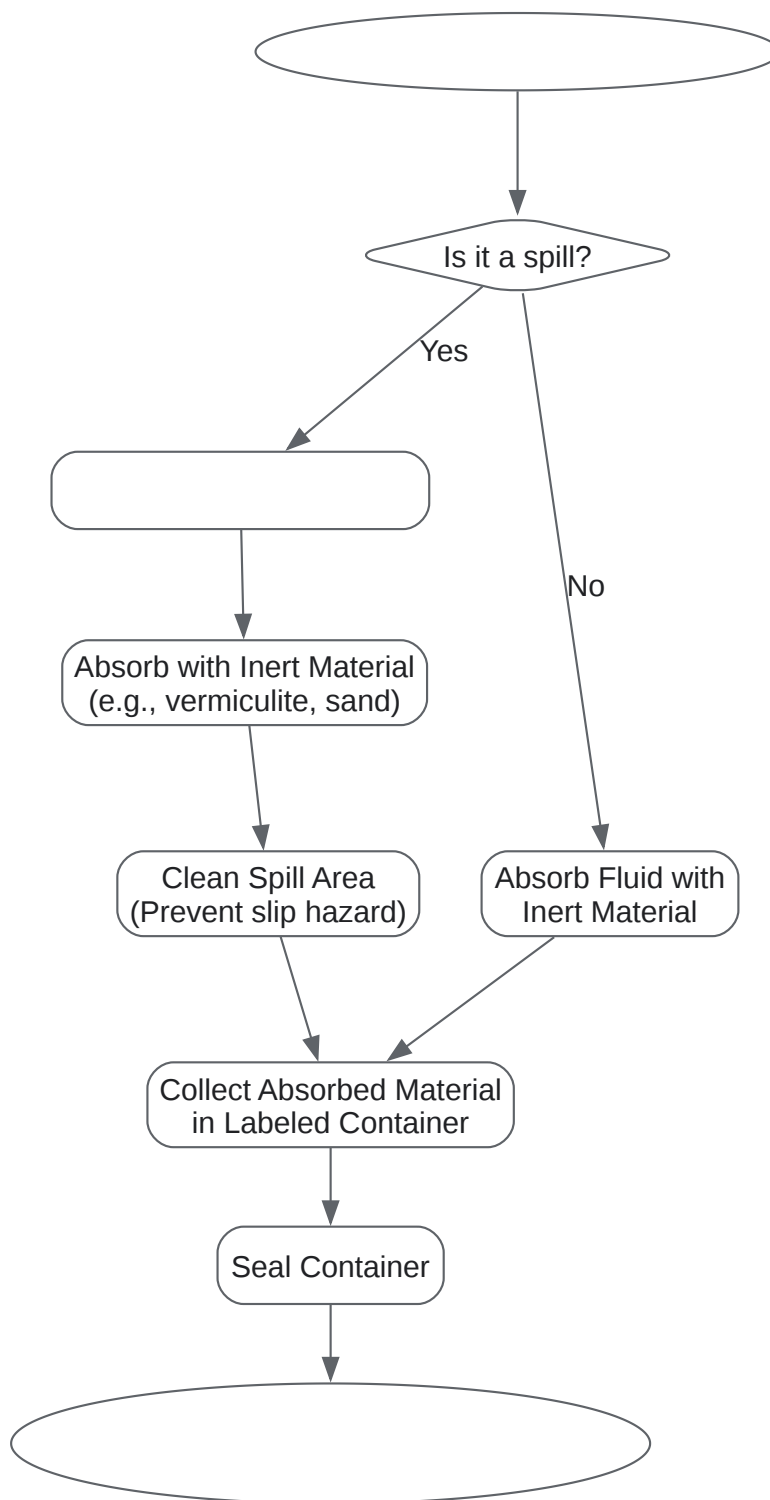 Is it a spill?
Yes
No
Absorb with Inert Material
(e.g., vermiculite, sand)
Clean Spill Area
(Prevent slip hazard)
Absorb Fluid with
Inert Material
Collect Absorbed Material
in Labeled Container
Seal Container